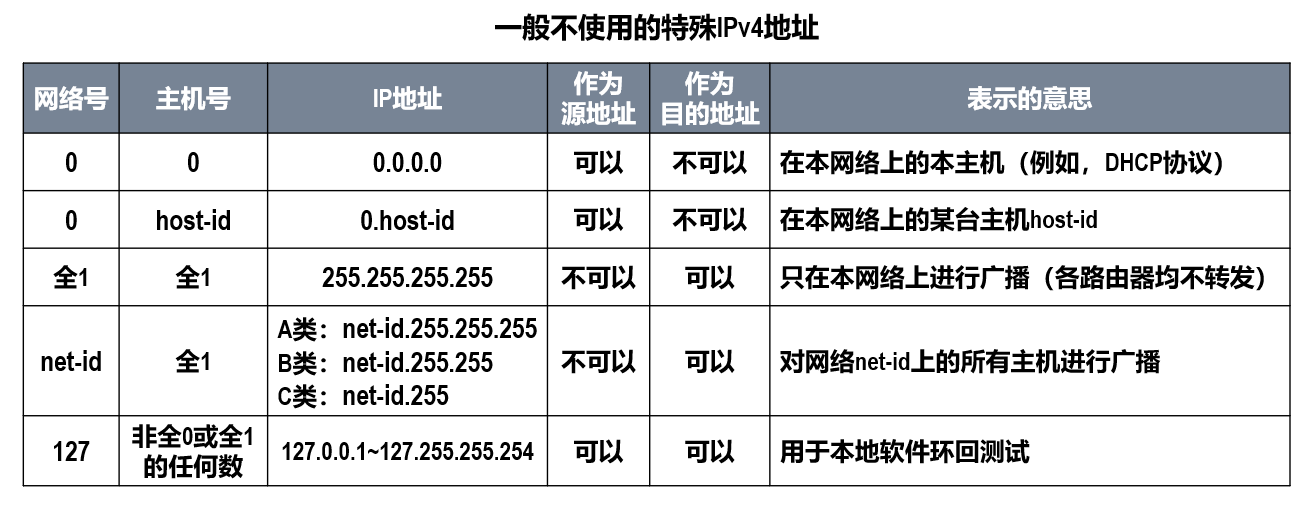 一般不使用的特殊IPv4地址
网络号 主机号 IP地址 作为源地址 作为目的地址 表示的意思
0 0 0.0.0.0 可以 不可以 在本网络上的本主机（例如，DHCP协议）
0 host-id 0.host-id 可以 不可以 在本网络上的某台主机host-id
全1 全1 255.255.255.255 不可以 可以 只在本网络上进行广播（各路由器均不转发）
net-id 全1 A类：net-id.255.255.255
B类：net-id.255.255
C类：net-id.255 不可以 可以 对网络net-id上的所有主机进行广播
127 非全0或全1的任何数 127.0.0.1~127.255.255.254 可以 可以 用于本地软件环回测试